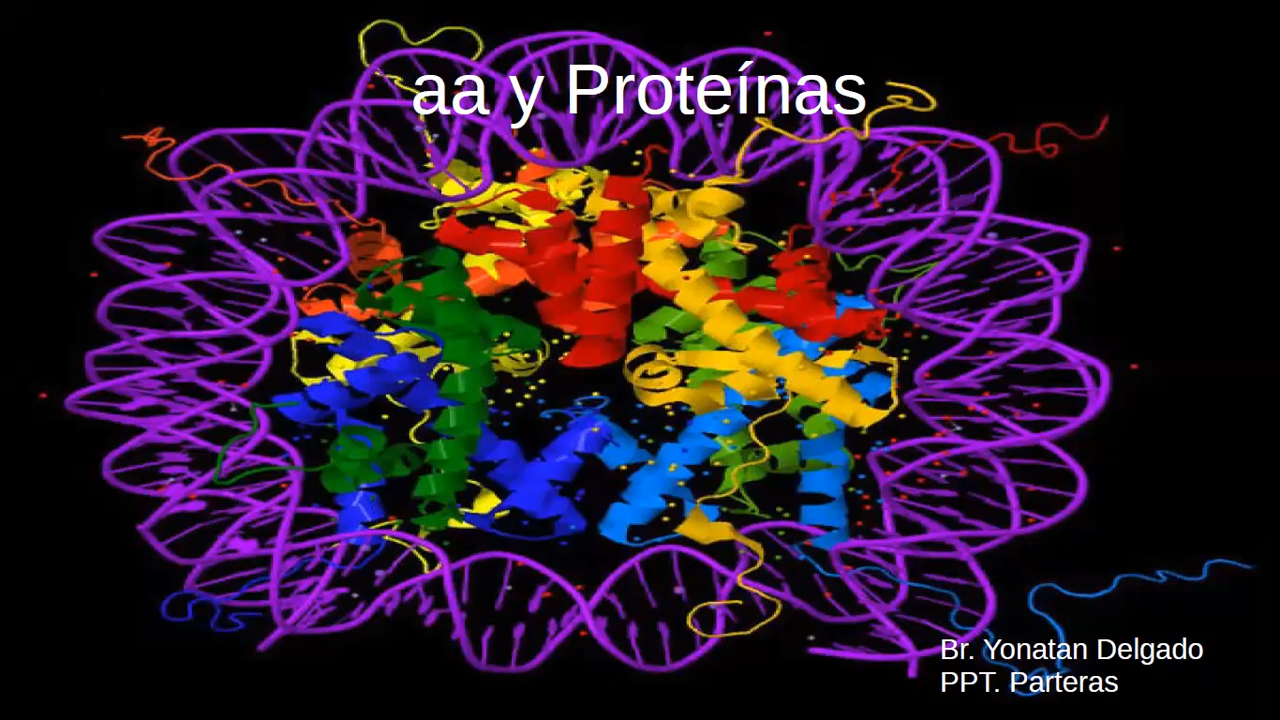 aa y Proteínas
Br. Yonatan Delgado
PPT. Parteras